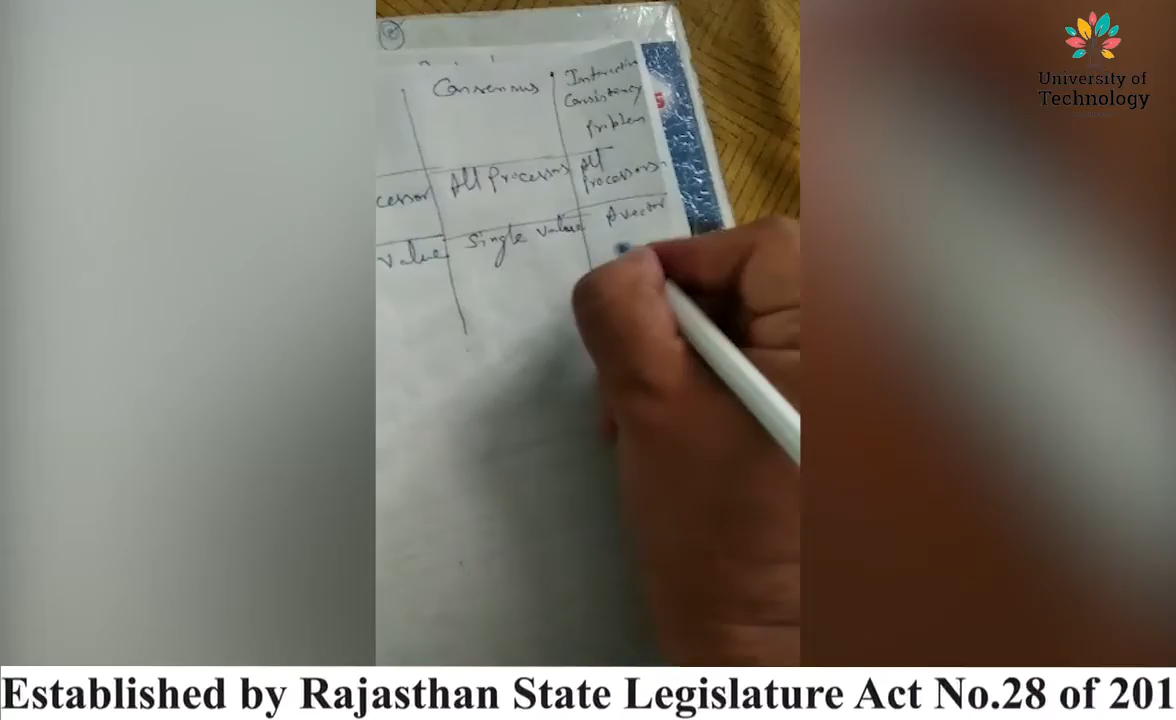 University of
Technology
Consensus
Interactive
Consistency
Problem
cessor
All Processors
All
Processors.
Value
Single Value
A vector
Established by Rajasthan State Legislature Act No.28 of 201